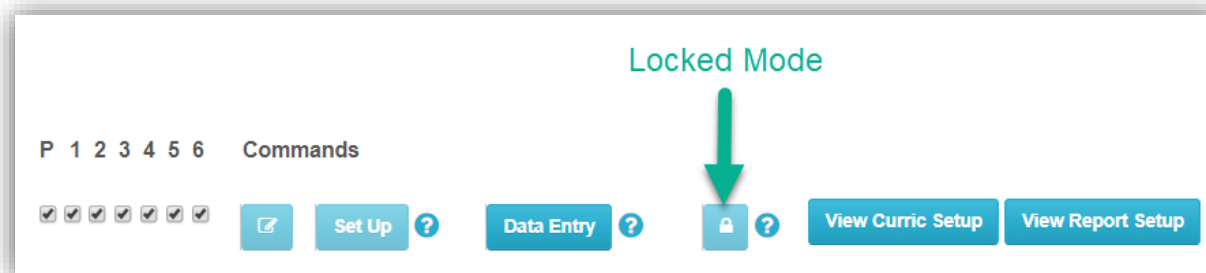 Locked Mode
P 1 2 3 4 5 6 Commands
Set Up ? Data Entry ? ? View Curric Setup View Report Setup